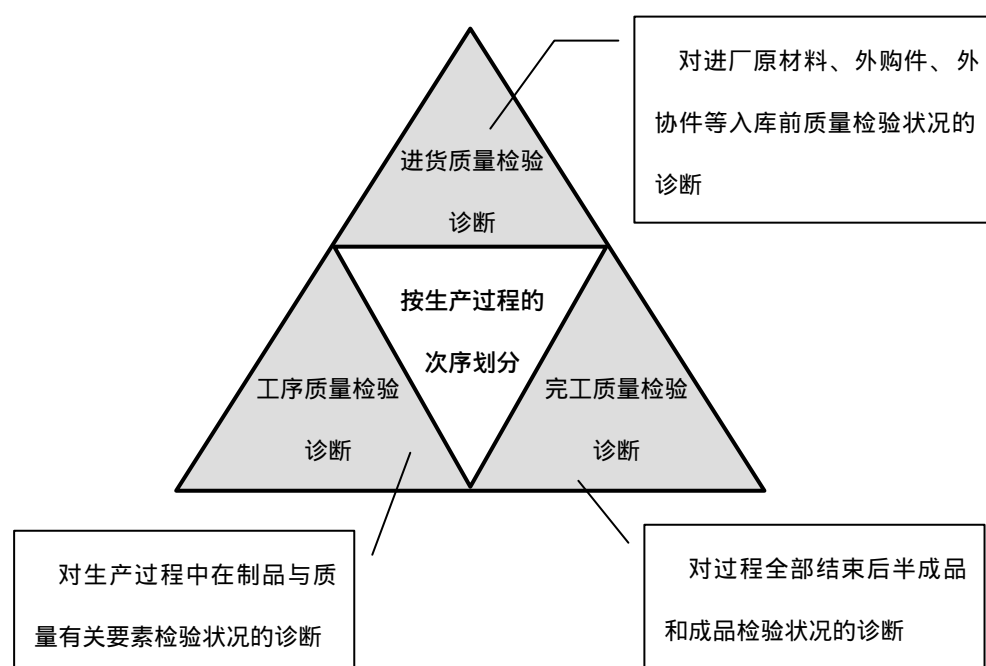 对进厂原材料、外购件、外
协件等入库前质量检验状况的
诊断
进货质量检验
诊断
按生产过程的
次序划分
工序质量检验
诊断
完工质量检验
诊断
对生产过程中在制品与质
量有关要素检验状况的诊断
对过程全部结束后半成品
和成品检验状况的诊断